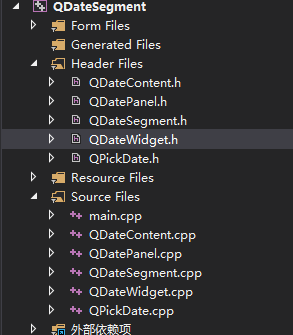 QDateSegment
Form Files
Generated Files
Header Files
QDateContent.h
QDatePanel.h
QDateSegment.h
QDateWidget.h
QPickDate.h
Resource Files
Source Files
main.cpp
QDateContent.cpp
QDatePanel.cpp
QDateSegment.cpp
QDateWidget.cpp
QPickDate.cpp
外部依赖项